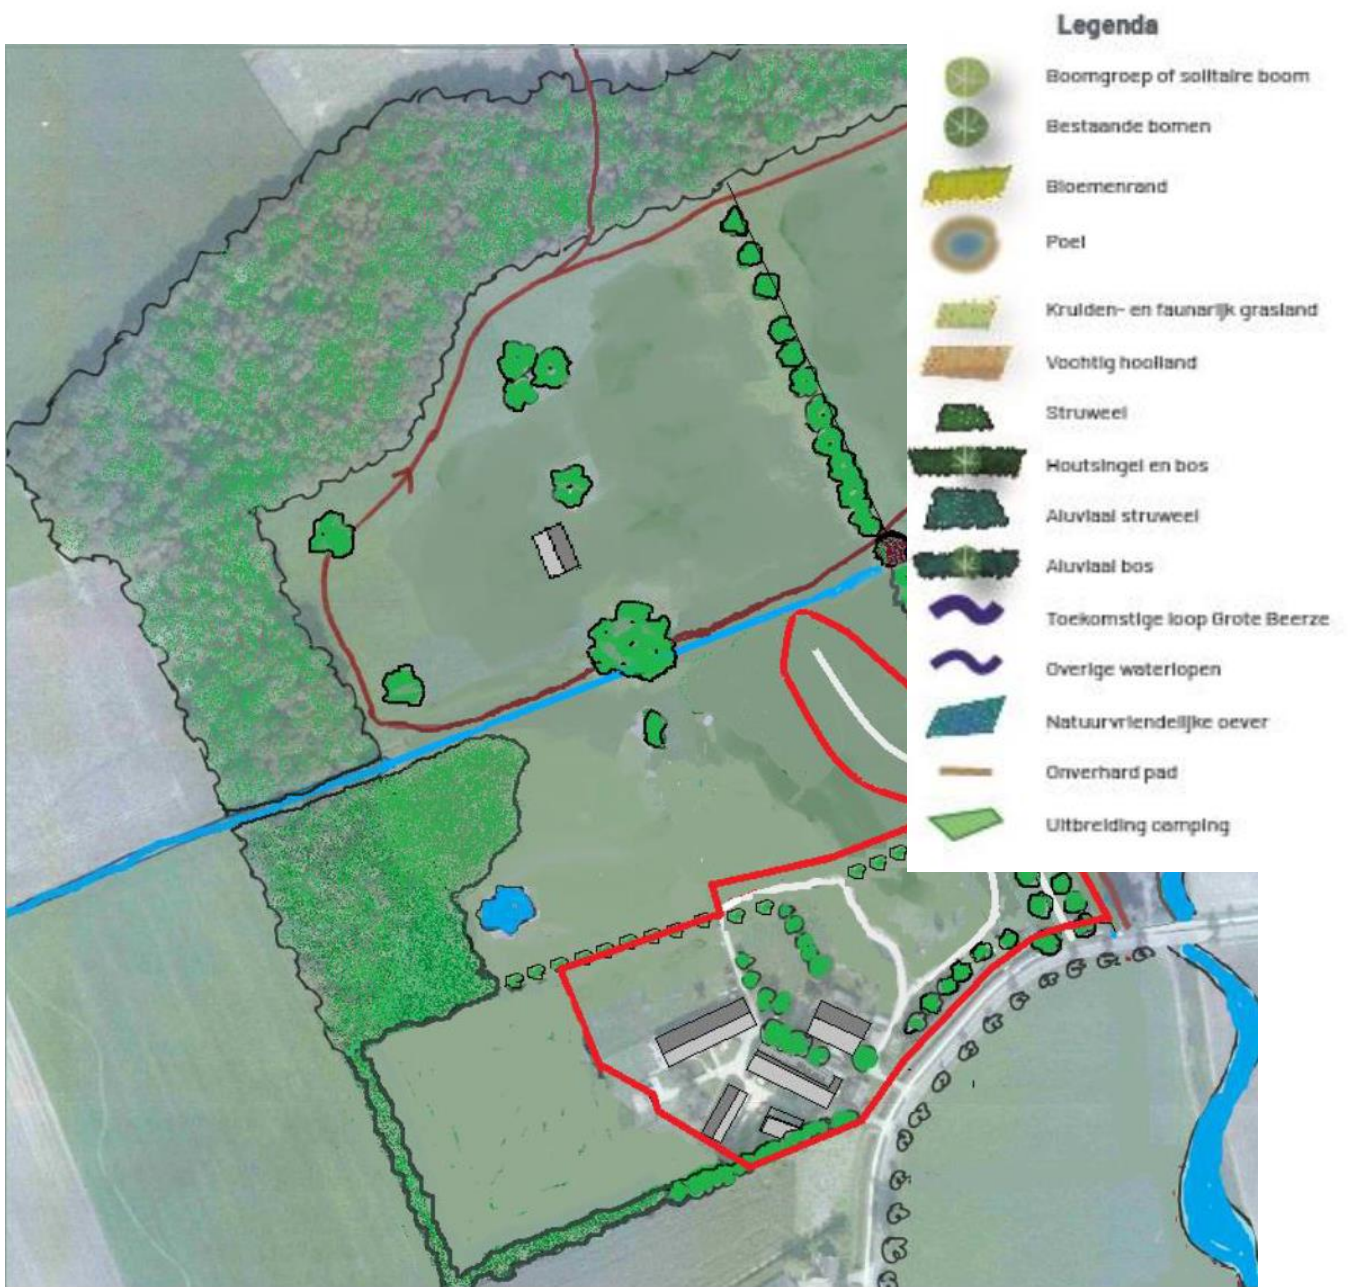 Legenda
Boomgroep of solitaire boom
Bestaande bomen
Bloemenrand
Poel
Kruiden- en faunarijk grasland
Vochtig hooiland
Struweel
Houtsingel en bos
Aluviaal struweel
Aluviaal bos
Toekomstige loop Grote Beerze
Overige waterlopen
Natuurvriendelijke oever
Onverhard pad
Uitbreiding camping